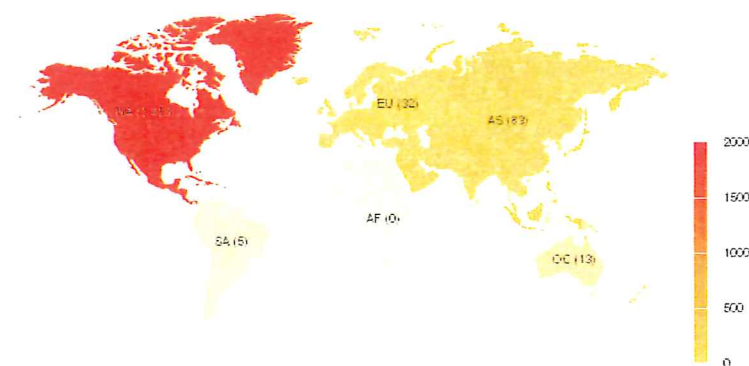 EU (32)
AS (83)
AF (0)
SA (5)
OC (13)
2000
1500
1000
500
0